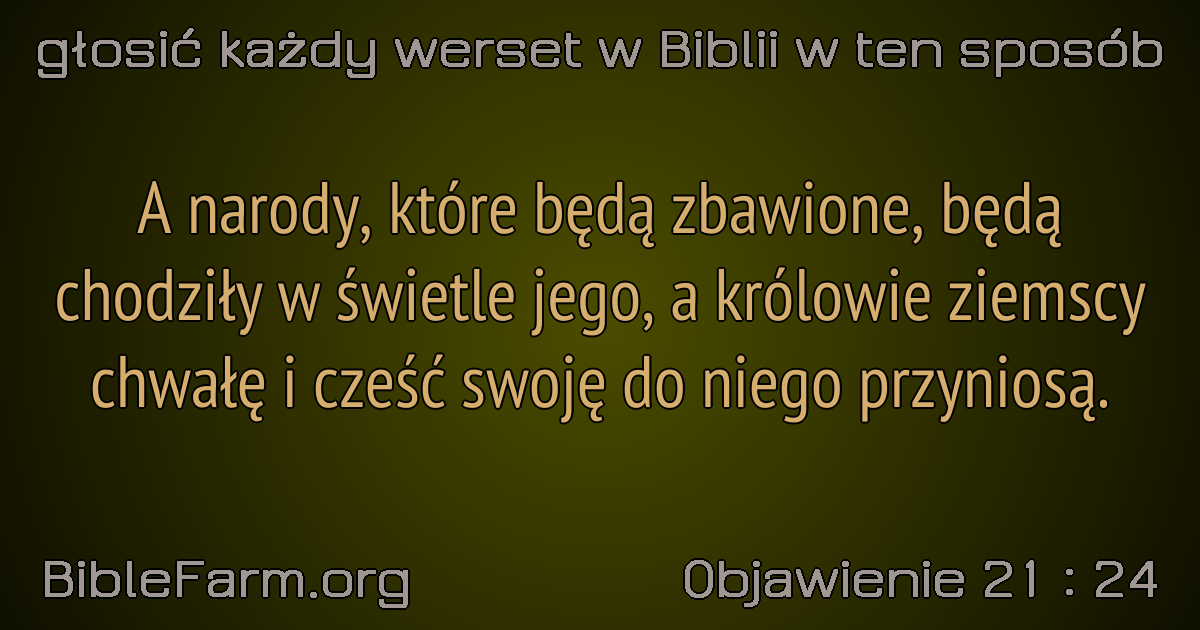 głosić każdy werset w Biblii w ten sposób
A narody, które będą zbawione, będą
chodziły w świetle jego, a królowie ziemscy
chwałę i cześć swoję do niego przyniosą.
BibleFarm.org
Objawienie 21 : 24